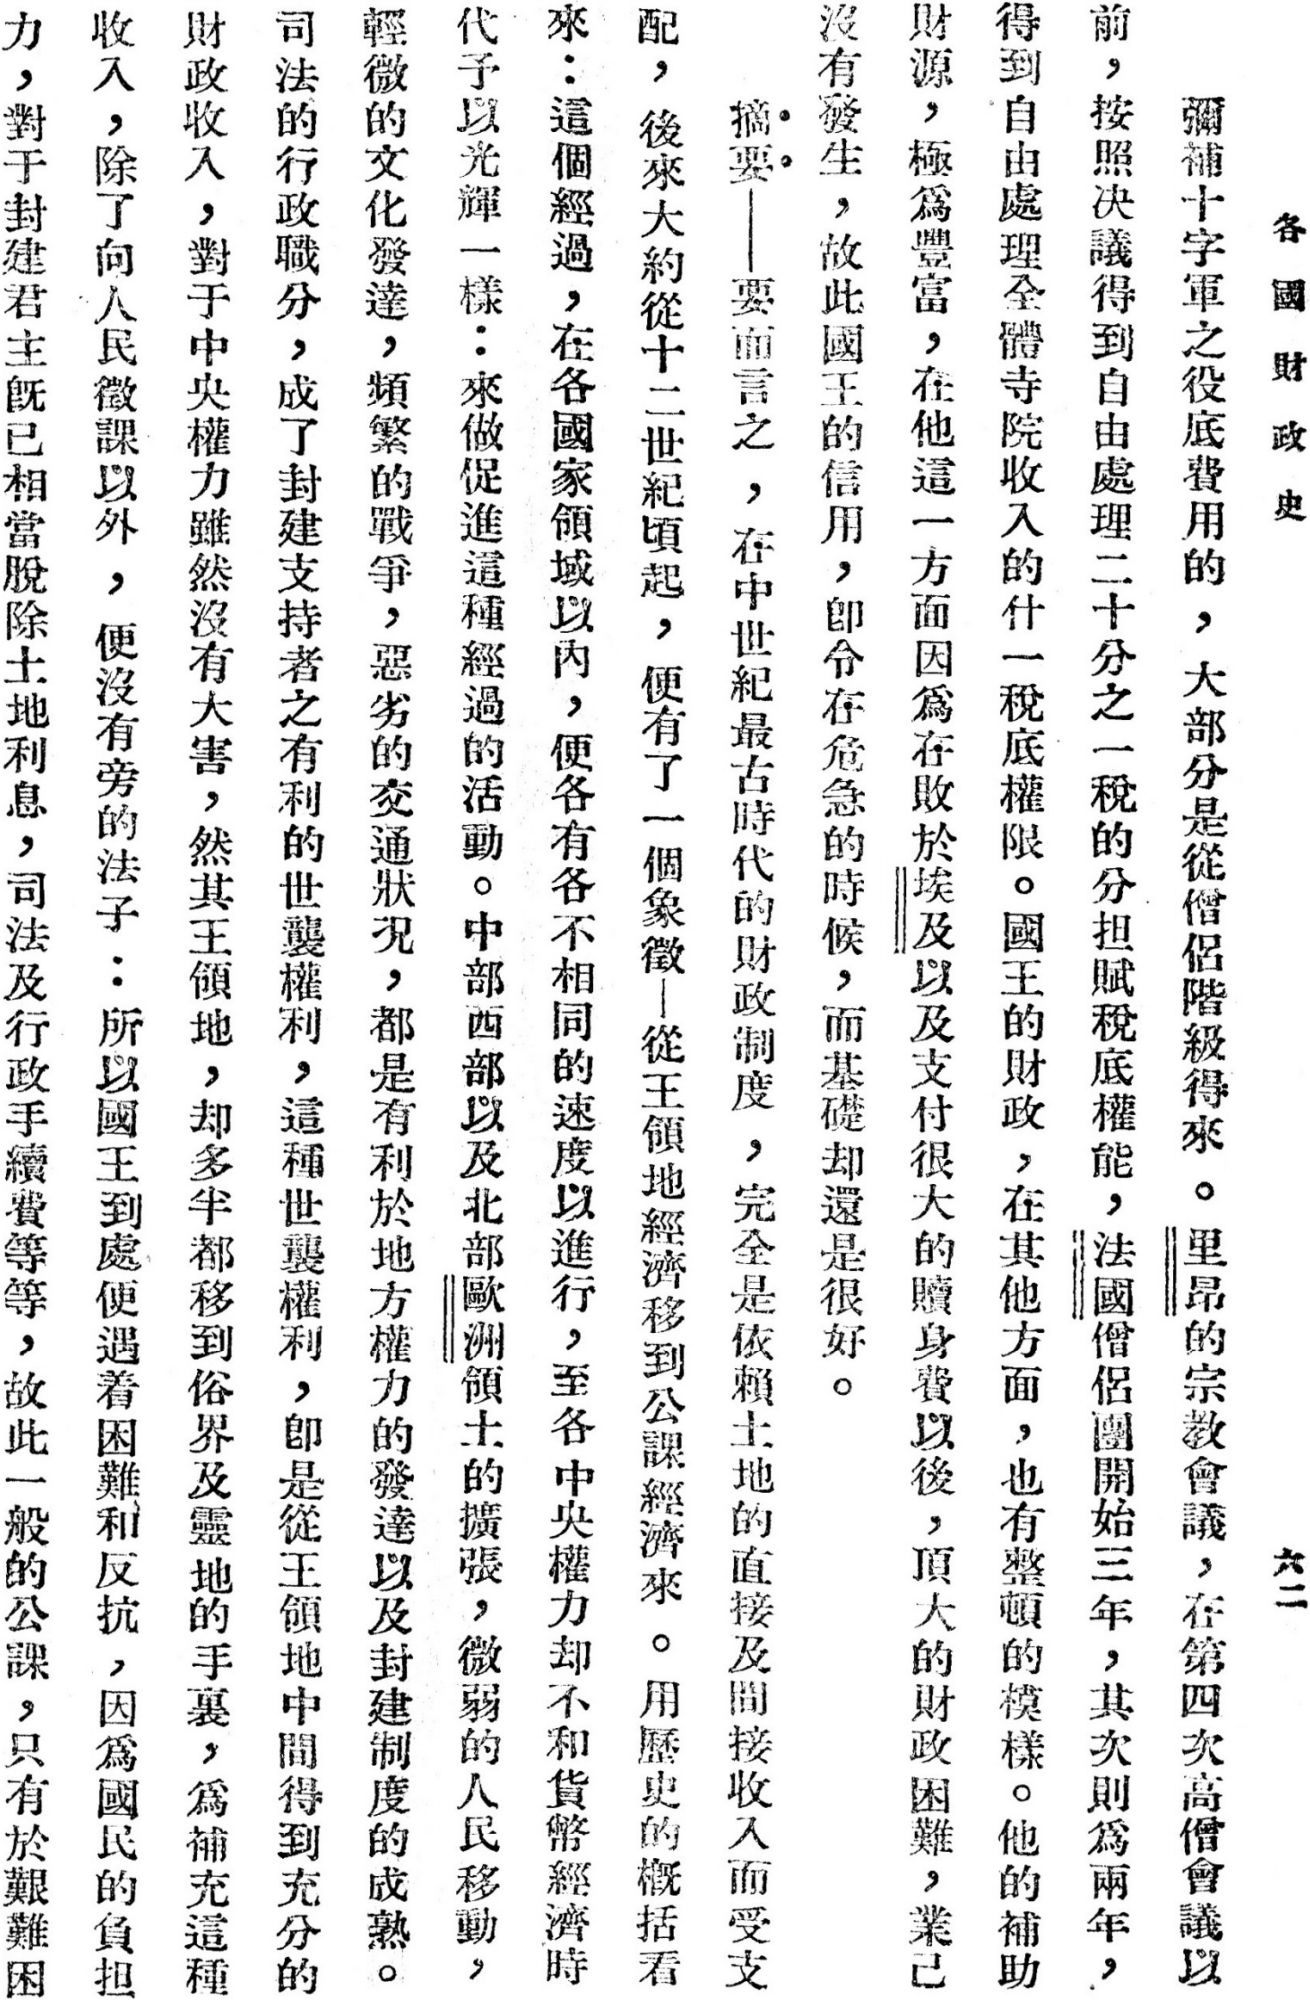 各國財政史
六二
彌補十字軍之役底費用的，大部分是從僧侶階級得來。里昂的宗教會議，在第四次高僧會議以
前，按照決議得到自由處理二十分之一稅的分担賦稅底權能，法國僧侶團開始三年，其次則爲兩年，
得到自由處理全體寺院收入的什一稅底權限。國王的財政，在其他方面，也有整頓的模樣。他的補助
財源，極爲豐富，在他這一方面因爲在敗於埃及以及支付很大的贖身費以後，頂大的財政困難，業已
沒有發生，故此國王的信用，卽令在危急的時候，而基礎却還是很好。
摘要——要而言之，在中世紀最古時代的財政制度，完全是依賴土地的直接及間接收入而受支
配，後來大約從十二世紀頃起，便有了一個象徵—從王領地經濟移到公課經濟來。用歷史的槪括看
來：這個經過，在各國家領域以內，便各有各不相同的速度以進行，至各中央權力却不和貨幣經濟時
代予以光輝一樣：來做促進這種經過的活動。中部西部以及北部歐洲領土的擴張，微弱的人民移動，
輕微的文化發達，頻繁的戰爭，惡劣的交通狀況，都是有利於地方權力的發達以及封建制度的成熟。
司法的行政職分，成了封建支持者之有利的世襲權利，這種世襲權利，卽是從王領地中間得到充分的
財政收入，對于中央權力雖然沒有大害，然其王領地，却多半都移到俗界及靈地的手裏，爲補充這種
收入，除了向人民徵課以外，便沒有旁的法子：所以國王到處便遇着困難和反抗，因爲國民的負担
力，對于封建君主旣已相當脫除土地利息，司法及行政手續費等等，故此一般的公課，只有於艱難困